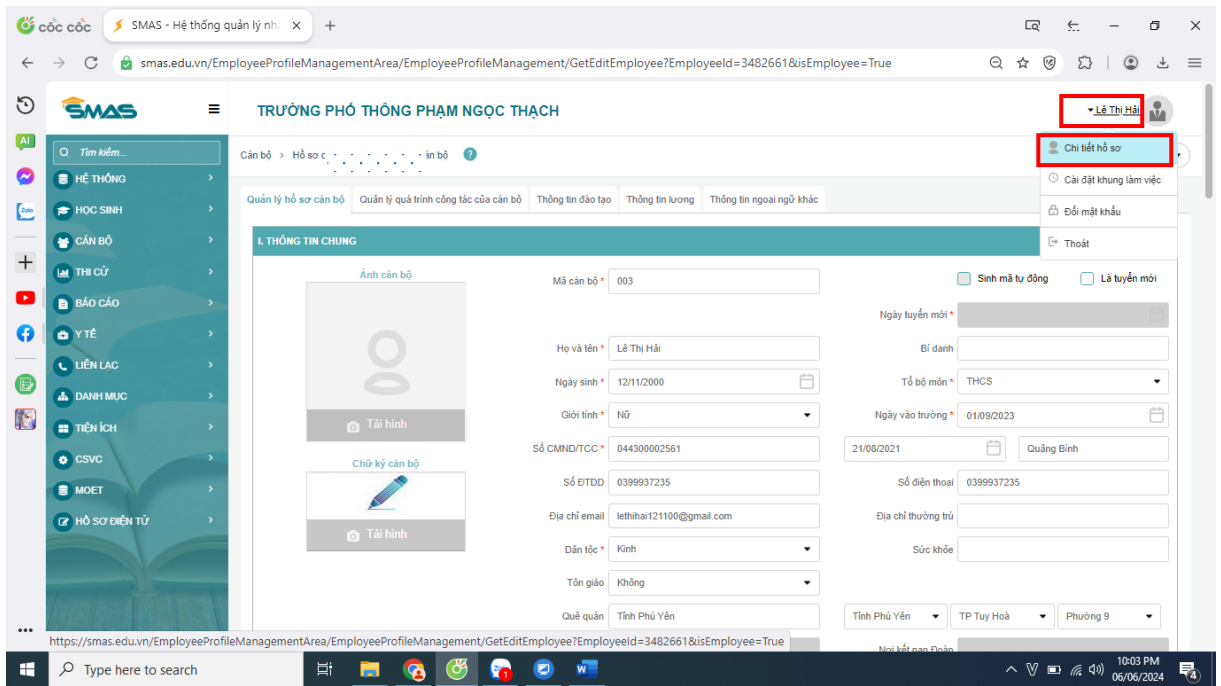 cốc cốc
SMAS - Hệ thống quản lý nh
smas.edu.vn/EmployeeProfileManagementArea/EmployeeProfileManagement/GetEditEmployee?EmployeeId=3482661&isEmployee=True
AI
Zalo
SMAS
TRƯỜNG PHỔ THÔNG PHẠM NGỌC THẠCH
Lê Thị Hải
Chi tiết hồ sơ
Cài đặt khung làm việc
Đổi mật khẩu
Thoát
Tìm kiếm...
HỆ THỐNG
HỌC SINH
CÁN BỘ
THI CỬ
BÁO CÁO
Y TẾ
LIÊN LẠC
DANH MỤC
TIỆN ÍCH
CSVC
MOET
HỒ SƠ ĐIỆN TỬ
Cán bộ > Hồ sơ
Quản lý hồ sơ cán bộ Quản lý quá trình công tác của cán bộ Thông tin đào tạo Thông tin lương Thông tin ngoại ngữ khác
I. THÔNG TIN CHUNG
Ảnh cán bộ
Tải hình
Chữ ký cán bộ
Tải hình
Mã cán bộ * 003
Sinh mã tự động Là tuyển mới
Ngày tuyển mới *
Họ và tên * Lê Thị Hải
Bí danh
Ngày sinh * 12/11/2000
Tổ bộ môn * THCS
Giới tính * Nữ
Ngày vào trường * 01/09/2023
Số CMND/TCC * 044300002561
21/08/2021 Quảng Bình
Số ĐTDD 0399937235
Số điện thoại 0399937235
Địa chỉ email lethihai121100@gmail.com
Địa chỉ thường trú
Dân tộc * Kinh
Sức khỏe
Tôn giáo Không
Quê quán Tỉnh Phú Yên
Tỉnh Phú Yên TP Tuy Hoà Phường 9
Nơi kết nạp Đoàn
https://smas.edu.vn/EmployeeProfileManagementArea/EmployeeProfileManagement/GetEditEmployee?EmployeeId=3482661&isEmployee=True
Type here to search
10:03 PM
06/06/2024